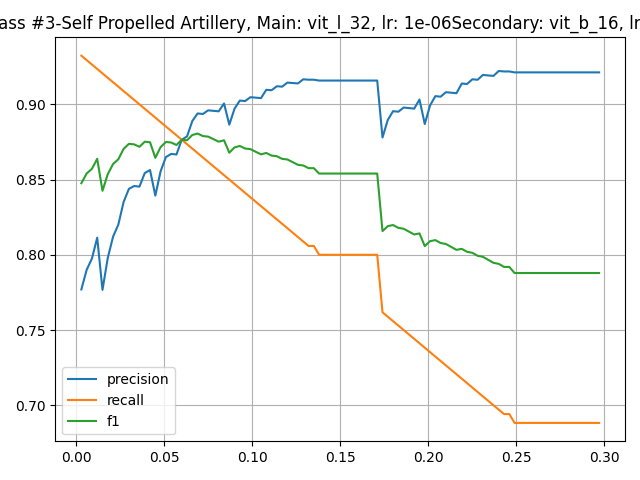 ass #3-Self Propelled Artillery, Main: vit_l_32, lr: 1e-06Secondary: vit_b_16, lr
0.90
0.85
0.80
0.75
0.70
precision
recall
f1
0.00 0.05 0.10 0.15 0.20 0.25 0.30